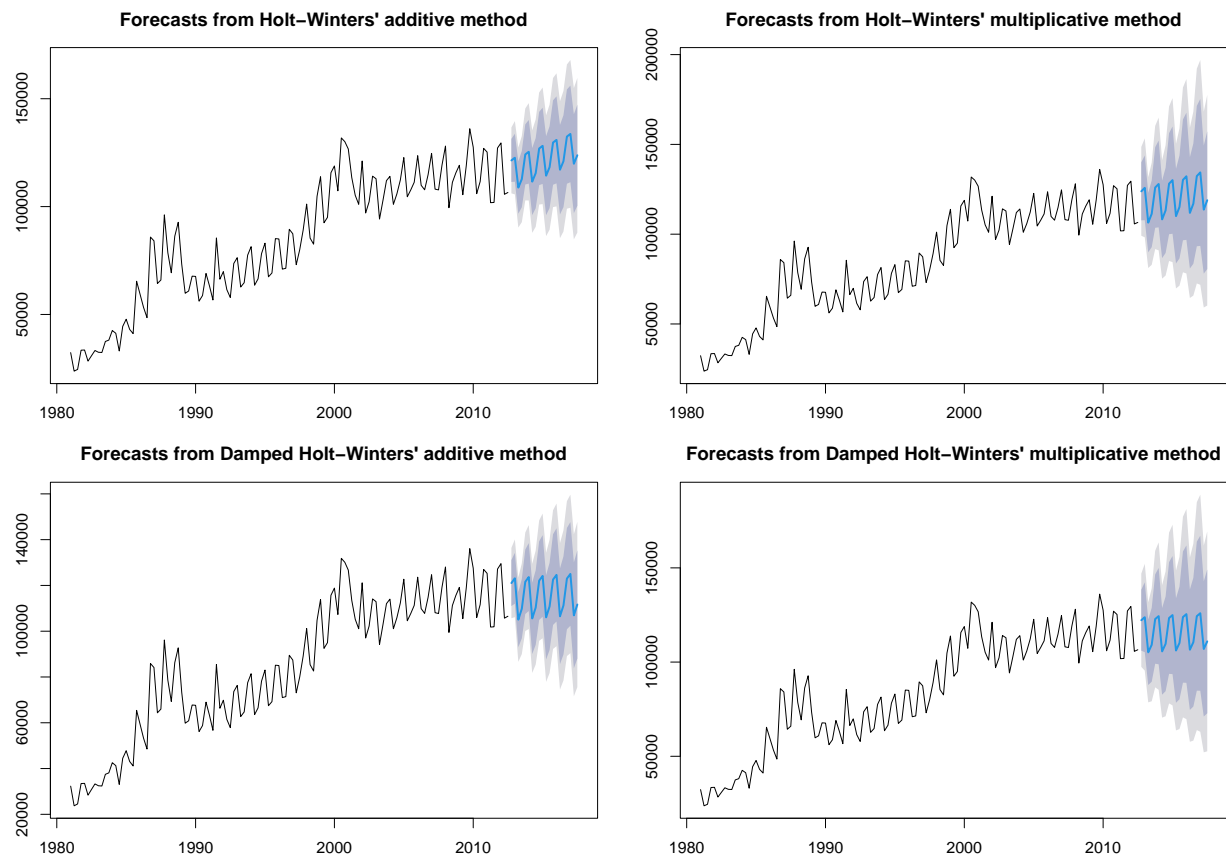 Forecasts from Holt−Winters' additive method
150000
100000
50000
1980 1990 2000 2010
Forecasts from Holt−Winters' multiplicative method
200000
150000
100000
50000
1980 1990 2000 2010
Forecasts from Damped Holt−Winters' additive method
140000
100000
60000
20000
1980 1990 2000 2010
Forecasts from Damped Holt−Winters' multiplicative method
150000
100000
50000
1980 1990 2000 2010